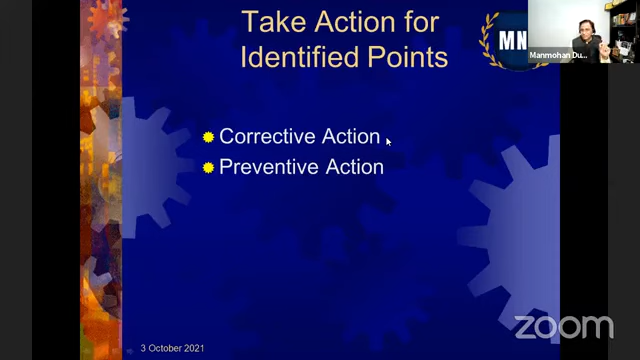 Take Action for
Identified Points
MN
Manmohan Du...
Corrective Action
Preventive Action
3 October 2021
zoom